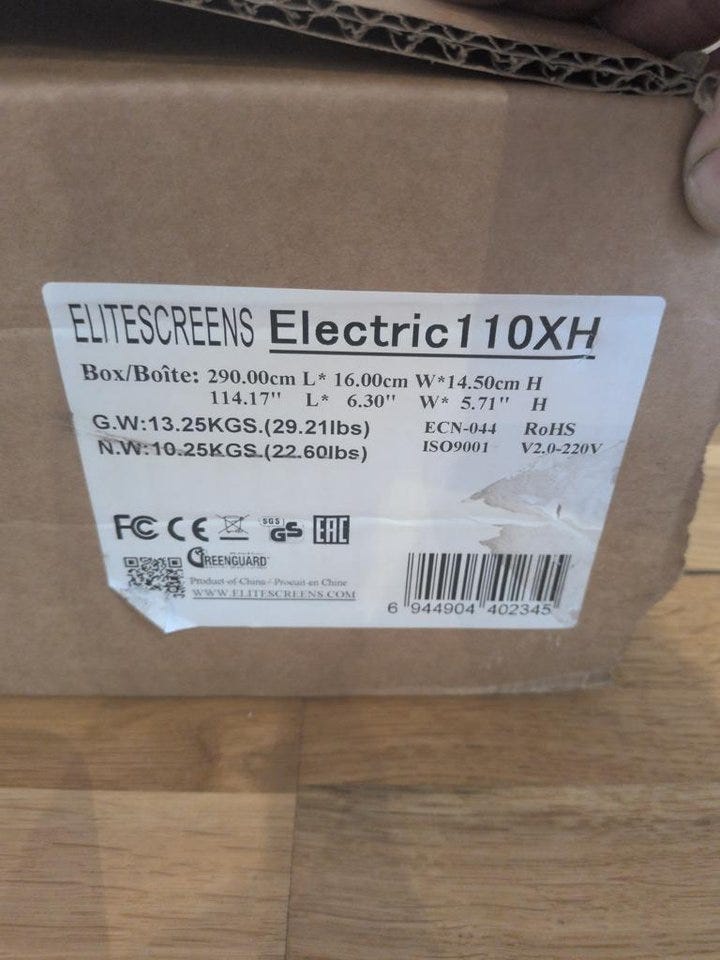 ELITESCREENS Electric110XH
Box/Boîte: 290.00cm L* 16.00cm W*14.50cm H
114.17" L* 6.30" W* 5.71" H
G.W:13.25KGS.(29.21lbs) ECN-044 RoHS
N.W:10.25KGS.(22.60lbs) ISO9001 V2.0-220V
FC CE SGS GS EAC
GREENGUARD
Product of China / Produit en Chine
WWW.ELITESCREENS.COM
6 944904 402345